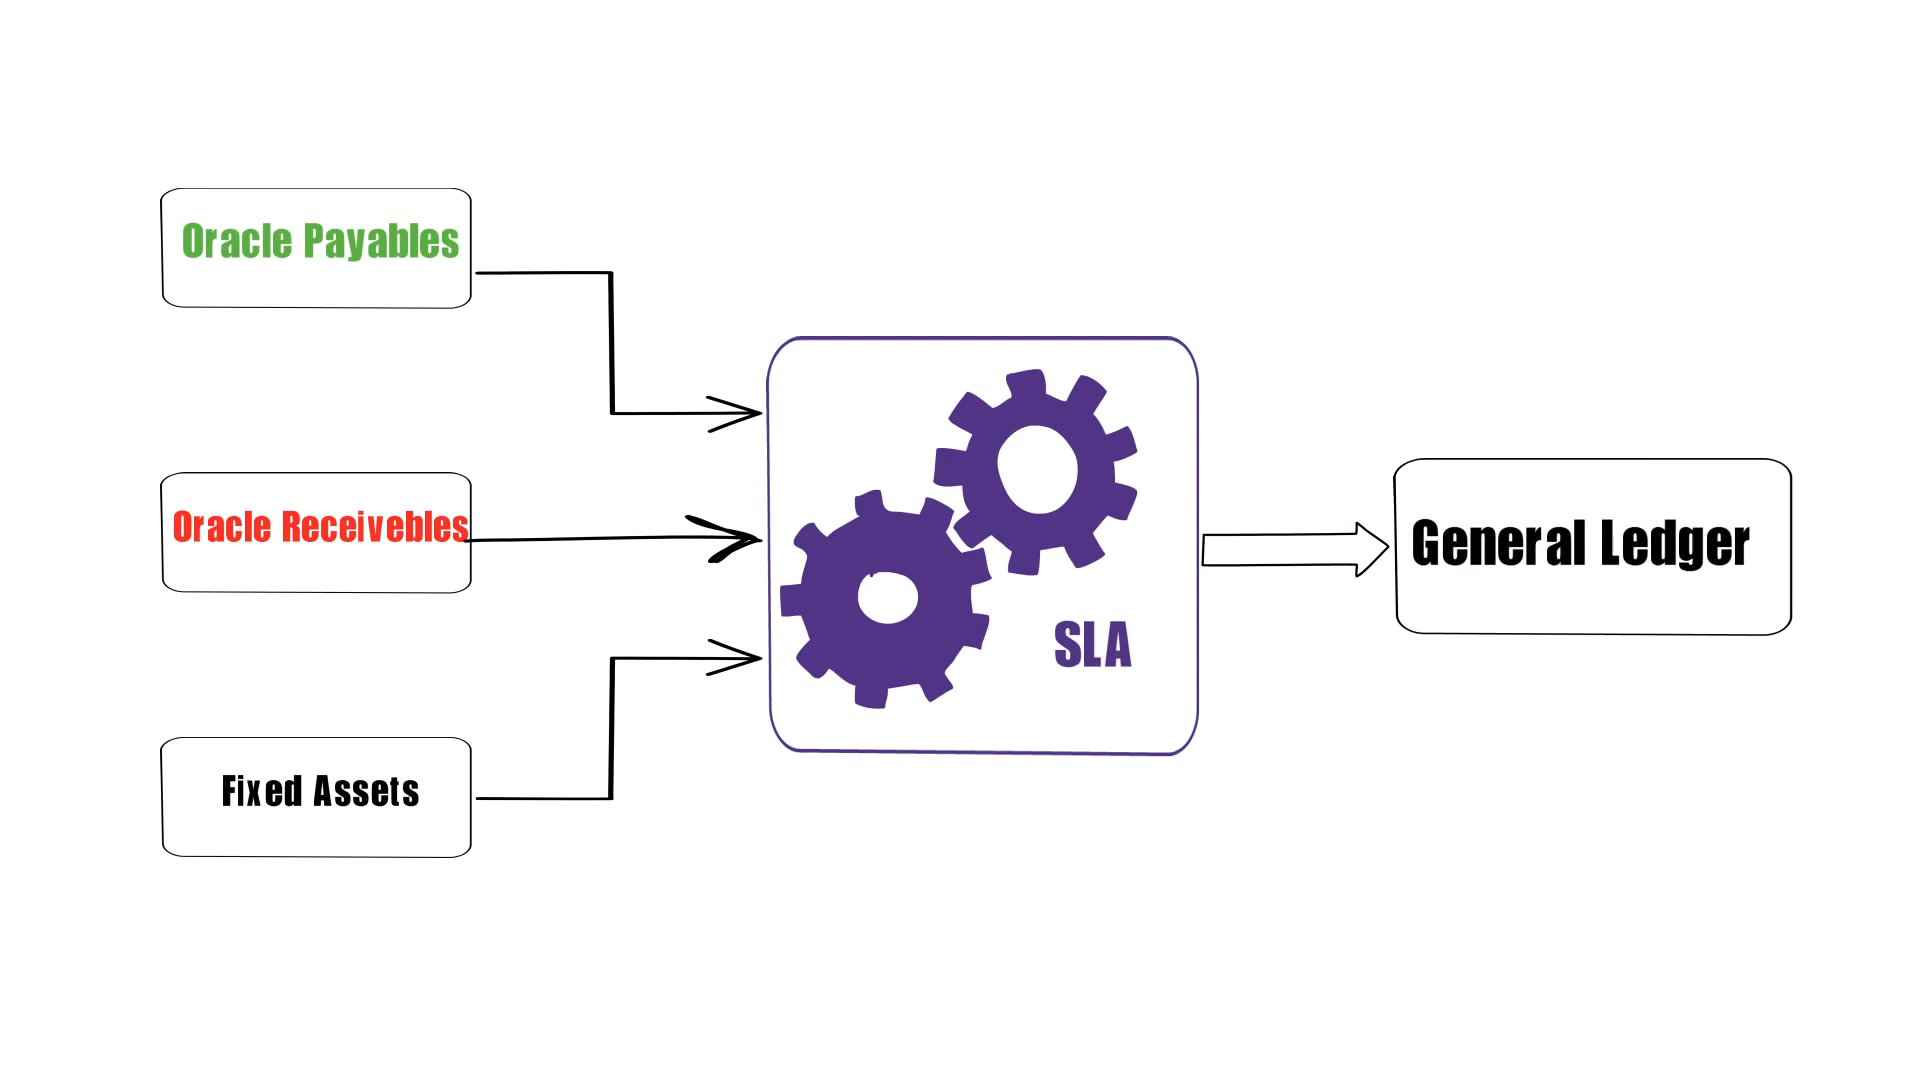 Oracle Payables
Oracle Receivebles
Fixed Assets
SLA
General Ledger